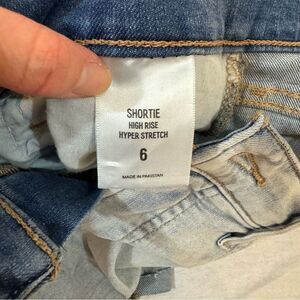 SHORTIE
HIGH RISE
HYPER STRETCH
6
MADE IN PAKISTAN